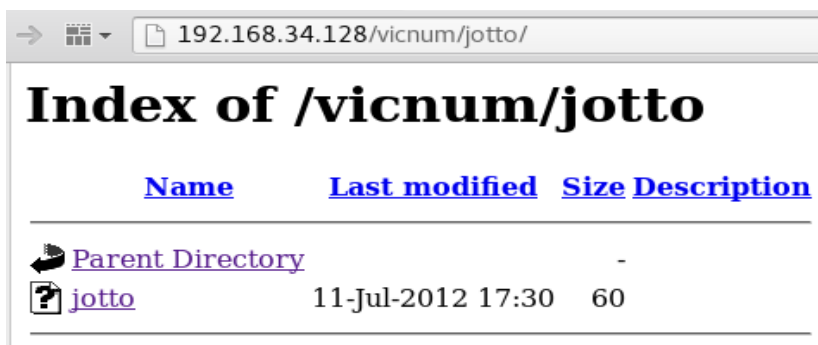 192.168.34.128/vicnum/jotto/
Index of /vicnum/jotto
Name Last modified Size Description
Parent Directory -
jotto 11-Jul-2012 17:30 60